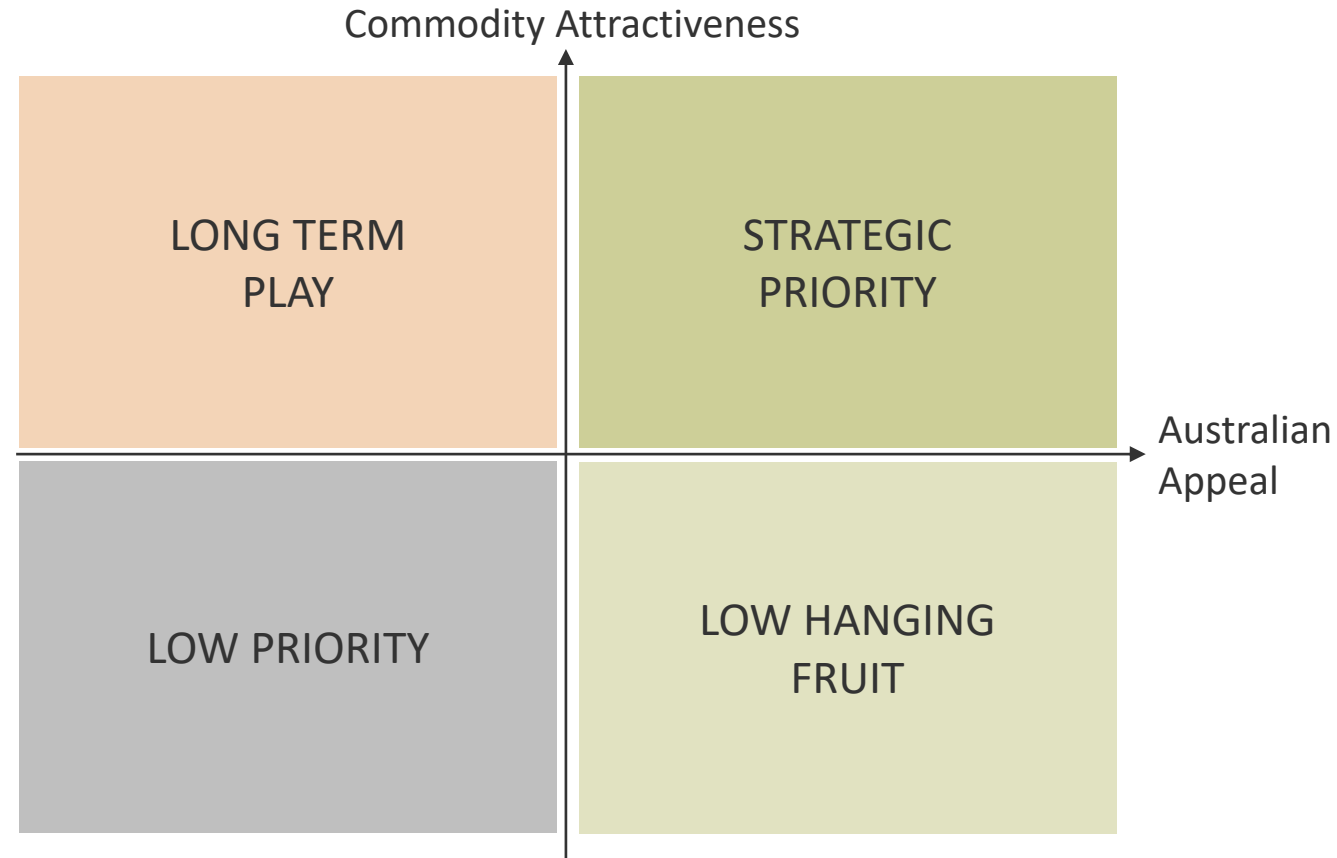 Commodity Attractiveness
LONG TERM
PLAY
STRATEGIC
PRIORITY
Australian
Appeal
LOW PRIORITY
LOW HANGING
FRUIT